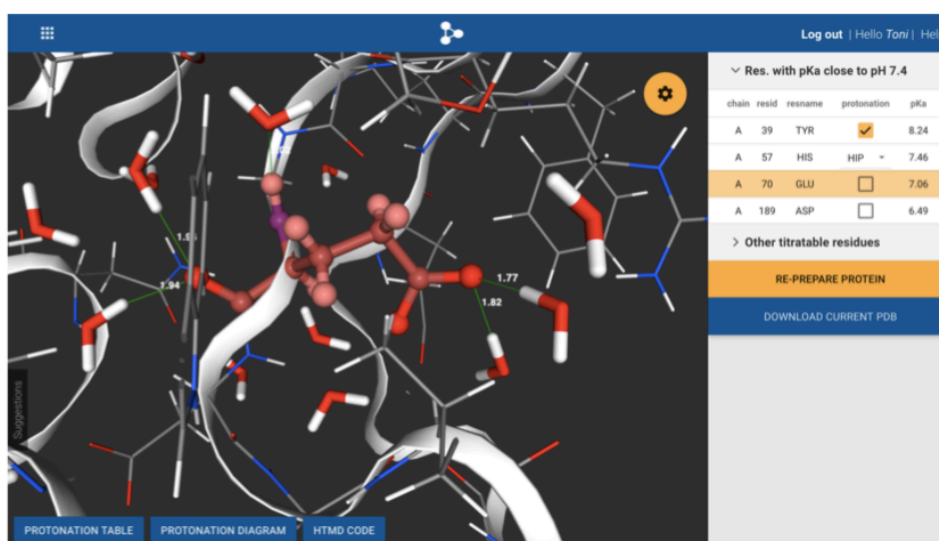 Log out | Hello Toni | Hel
Res. with pKa close to pH 7.4
chain resid resname protonation pKa
A 39 TYR 8.24
A 57 HIS HIP 7.46
A 70 GLU 7.06
A 189 ASP 6.49
Other titratable residues
RE-PREPARE PROTEIN
DOWNLOAD CURRENT PDB
1.94
1.77
1.82
Suggestions
PROTONATION TABLE PROTONATION DIAGRAM HTMD CODE